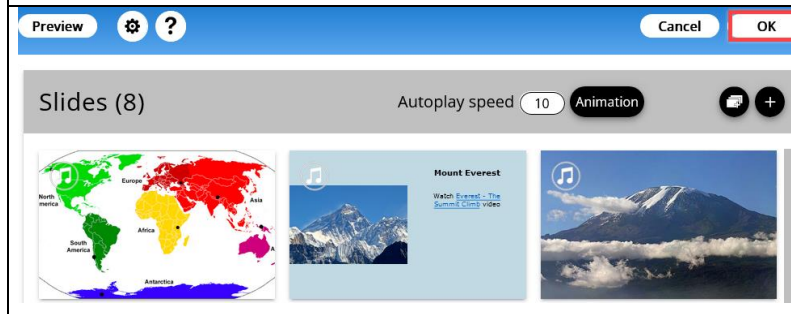 Preview ? Cancel OK
Slides (8) Autoplay speed 10 Animation +
North
merica
Europe
Asia
Africa
South
America
A
Antarctica
Mount Everest
Watch Everest - The
Summit Climb video